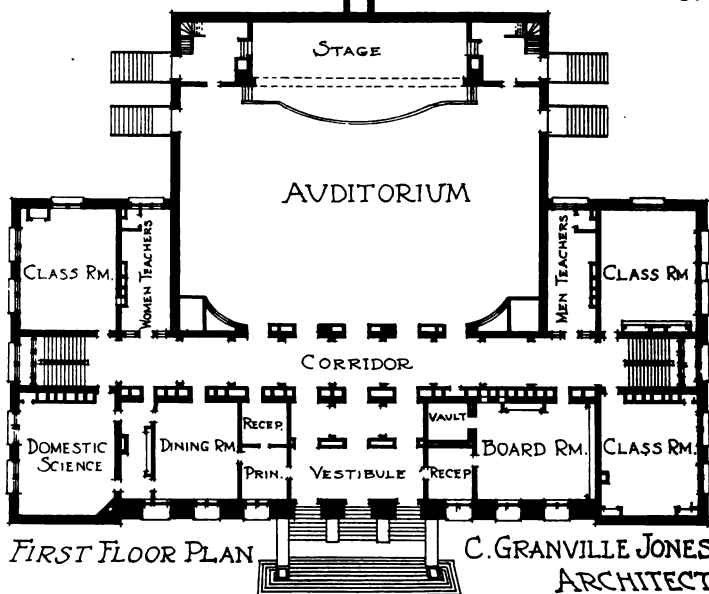 STAGE
AUDITORIUM
CLASS RM.
WOMEN TEACHERS
MEN TEACHERS
CLASS RM
CORRIDOR
DOMESTIC
SCIENCE
DINING RM.
RECEP.
PRIN.
VESTIBULE
VAULT
RECEP
BOARD RM.
CLASS RM.
FIRST FLOOR PLAN
C. GRANVILLE JONES
ARCHITECT